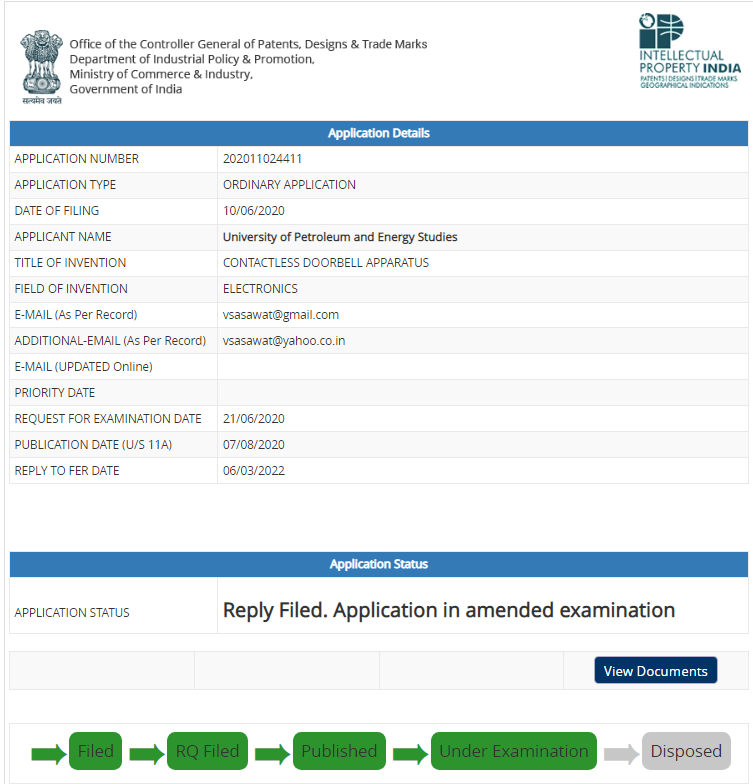 Office of the Controller General of Patents, Designs & Trade Marks
Department of Industrial Policy & Promotion,
Ministry of Commerce & Industry,
Government of India
सत्यमेव जयते
INTELLECTUAL
PROPERTY INDIA
PATENTS | DESIGNS | TRADE MARKS
GEOGRAPHICAL INDICATIONS
Application Details
APPLICATION NUMBER 202011024411
APPLICATION TYPE ORDINARY APPLICATION
DATE OF FILING 10/06/2020
APPLICANT NAME University of Petroleum and Energy Studies
TITLE OF INVENTION CONTACTLESS DOORBELL APPARATUS
FIELD OF INVENTION ELECTRONICS
E-MAIL (As Per Record) vsasawat@gmail.com
ADDITIONAL-EMAIL (As Per Record) vsasawat@yahoo.co.in
E-MAIL (UPDATED Online)
PRIORITY DATE
REQUEST FOR EXAMINATION DATE 21/06/2020
PUBLICATION DATE (U/S 11A) 07/08/2020
REPLY TO FER DATE 06/03/2022
Application Status
APPLICATION STATUS Reply Filed. Application in amended examination
View Documents
Filed RQ Filed Published Under Examination Disposed